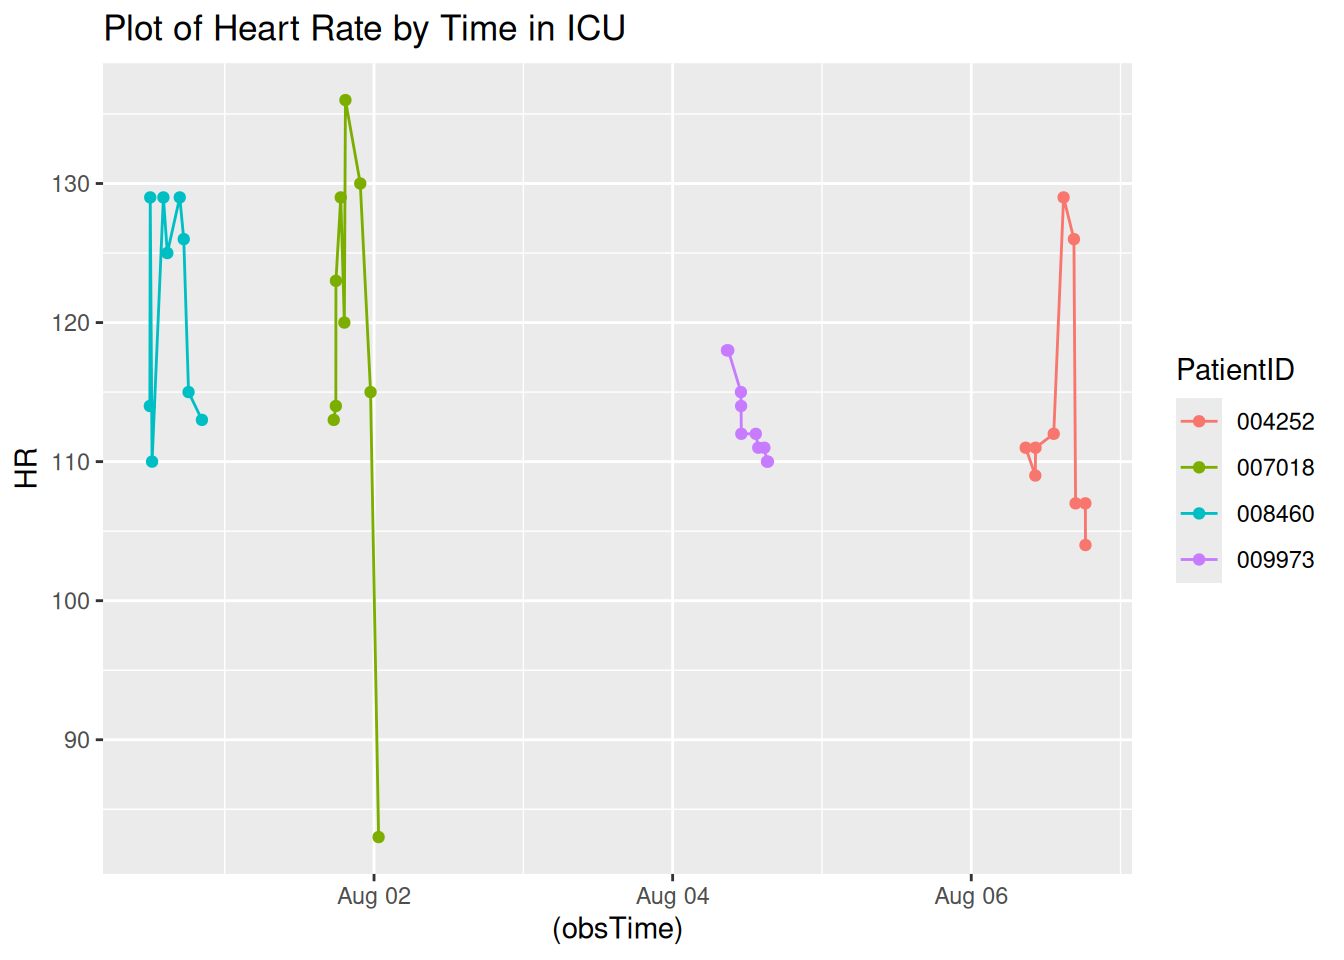 Plot of Heart Rate by Time in ICU
130
120
110
100
90
HR
Aug 02
Aug 04
Aug 06
(obsTime)
PatientID
004252
007018
008460
009973